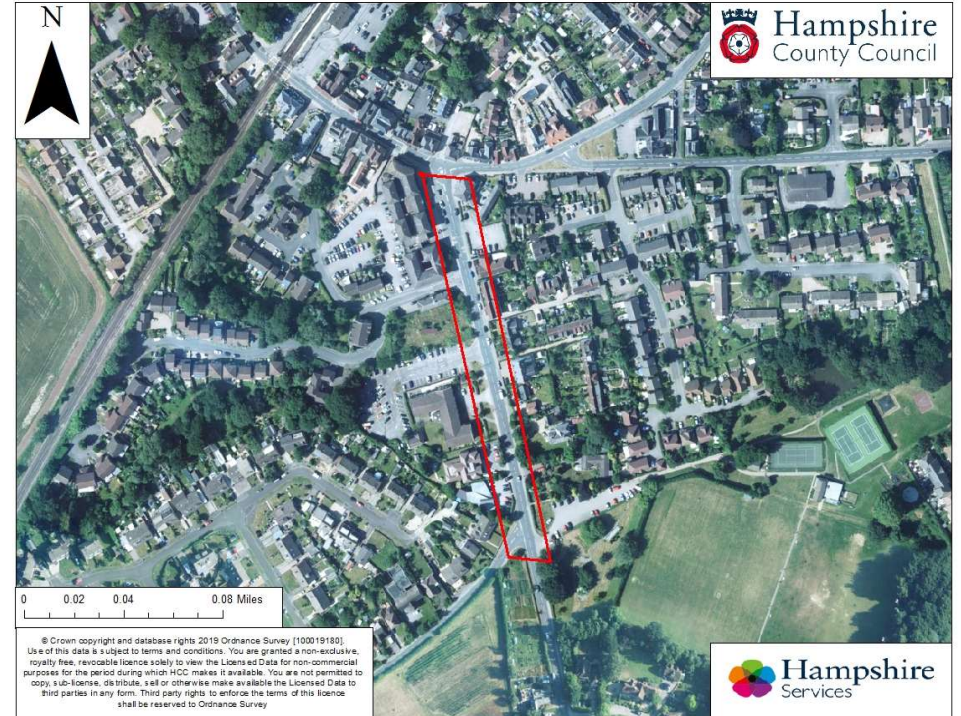 N
Hampshire
County Council
0 0.02 0.04 0.08 Miles
© Crown copyright and database rights 2019 Ordnance Survey [100019180].
Use of this data is subject to terms and conditions. You are granted a non-exclusive,
royalty free, revocable licence solely to view the Licensed Data for non-commercial
purposes for the period during which HCC makes it available. You are not permitted to
copy, sub-license, distribute, sell or otherwise make available the Licensed Data to
third parties in any form. Third party rights to enforce the terms of this licence
shall be reserved to Ordnance Survey
Hampshire
Services